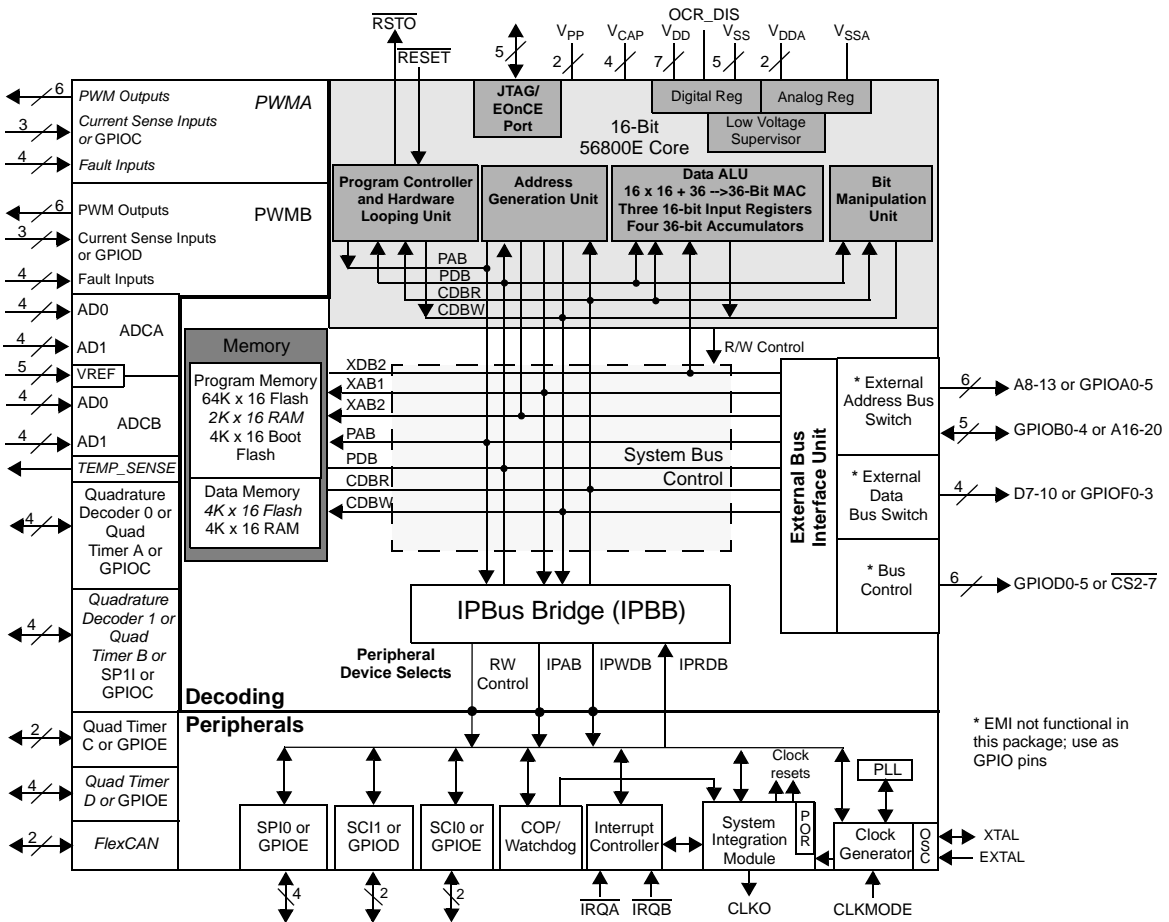 RSTO
RESET
5
VPP
2
VCAP
4
VDD
7
OCR_DIS
VSS
5
VDDA
2
VSSA
6
PWM Outputs
PWMA
3
Current Sense Inputs
or GPIOC
4
Fault Inputs
6
PWM Outputs
PWMB
3
Current Sense Inputs
or GPIOD
4
Fault Inputs
4
AD0
ADCA
4
AD1
5
VREF
4
AD0
ADCB
4
AD1
TEMP_SENSE
4
Quadrature
Decoder 0 or
Quad
Timer A or
GPIOC
4
Quadrature
Decoder 1 or
Quad
Timer B or
SP1I or
GPIOC
2
Quad Timer
C or GPIOE
4
Quad Timer
D or GPIOE
2
FlexCAN
JTAG/
EOnCE
Port
16-Bit
56800E Core
Digital Reg
Analog Reg
Low Voltage
Supervisor
Program Controller
and Hardware
Looping Unit
Address
Generation Unit
Data ALU
16 x 16 + 36 -->36-Bit MAC
Three 16-bit Input Registers
Four 36-bit Accumulators
Bit
Manipulation
Unit
PAB
PDB
CDBR
CDBW
R/W Control
Memory
Program Memory
64K x 16 Flash
2K x 16 RAM
4K x 16 Boot
Flash
Data Memory
4K x 16 Flash
4K x 16 RAM
XDB2
XAB1
XAB2
PAB
PDB
CDBR
CDBW
System Bus
Control
External Bus
Interface Unit
* External
Address Bus
Switch
* External
Data
Bus Switch
* Bus
Control
6
A8-13 or GPIOA0-5
5
GPIOB0-4 or A16-20
4
D7-10 or GPIOF0-3
6
GPIOD0-5 or CS2-7
IPBus Bridge (IPBB)
Peripheral
Device Selects
RW
Control
IPAB
IPWDB
IPRDB
Decoding
Peripherals
* EMI not functional in
this package; use as
GPIO pins
Clock
resets
PLL
SPI0 or
GPIOE
SCI1 or
GPIOD
SCI0 or
GPIOE
COP/
Watchdog
Interrupt
Controller
System
Integration
Module
POR
Clock
Generator
OSC
XTAL
EXTAL
4
2
2
IRQA
IRQB
CLKO
CLKMODE